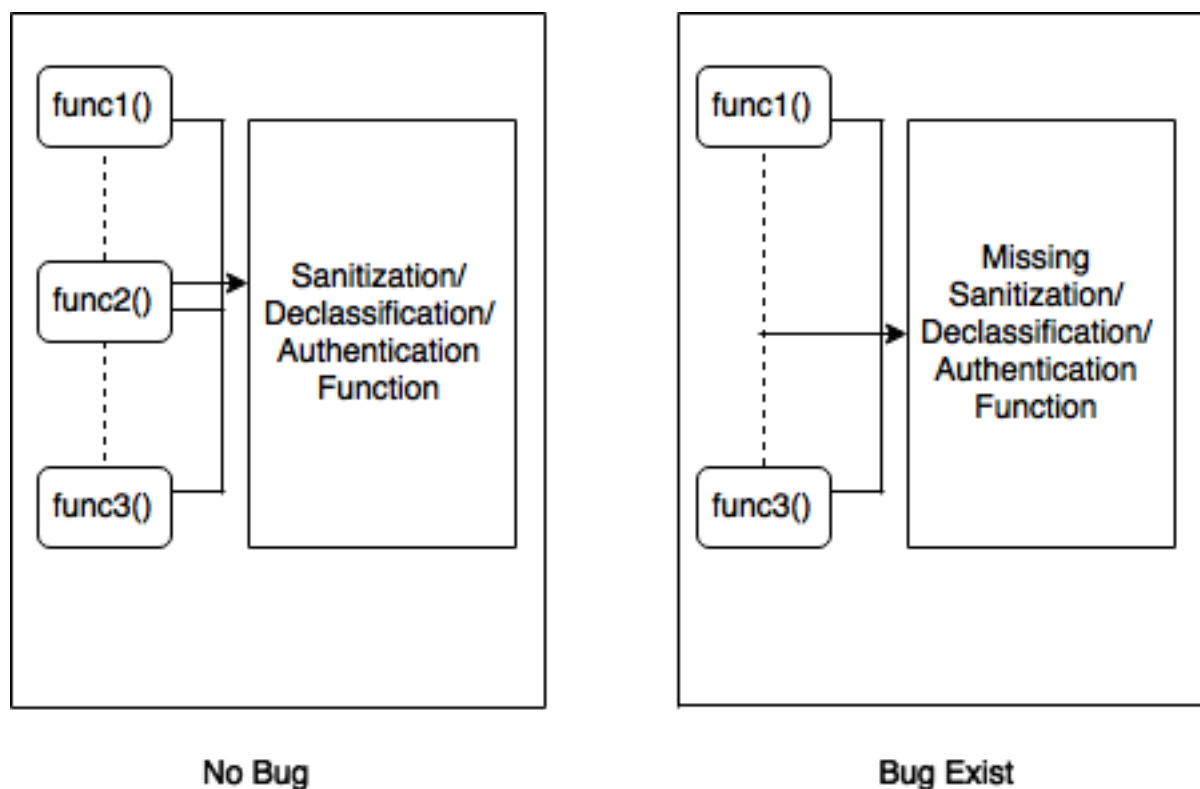 func1()
func2()
func3()
Sanitization/
Declassification/
Authentication
Function
No Bug
func1()
func3()
Missing
Sanitization/
Declassification/
Authentication
Function
Bug Exist